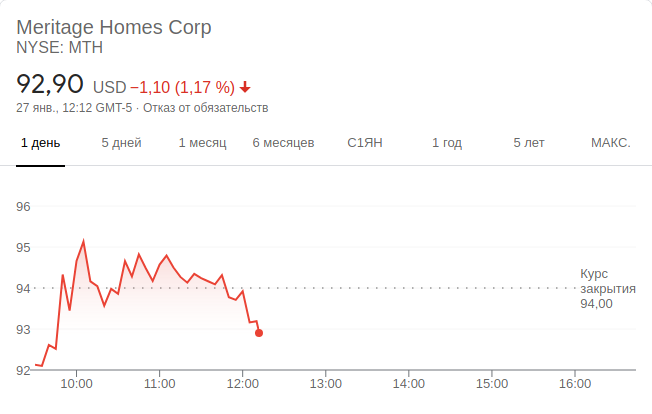 Meritage Homes Corp
NYSE: MTH
92,90 USD −1,10 (1,17 %)
27 янв., 12:12 GMT-5 · Отказ от обязательств
1 день 5 дней 1 месяц 6 месяцев С1ЯН 1 год 5 лет МАКС.
96
95
94
93
92
Курс
закрытия
94,00
10:00 11:00 12:00 13:00 14:00 15:00 16:00